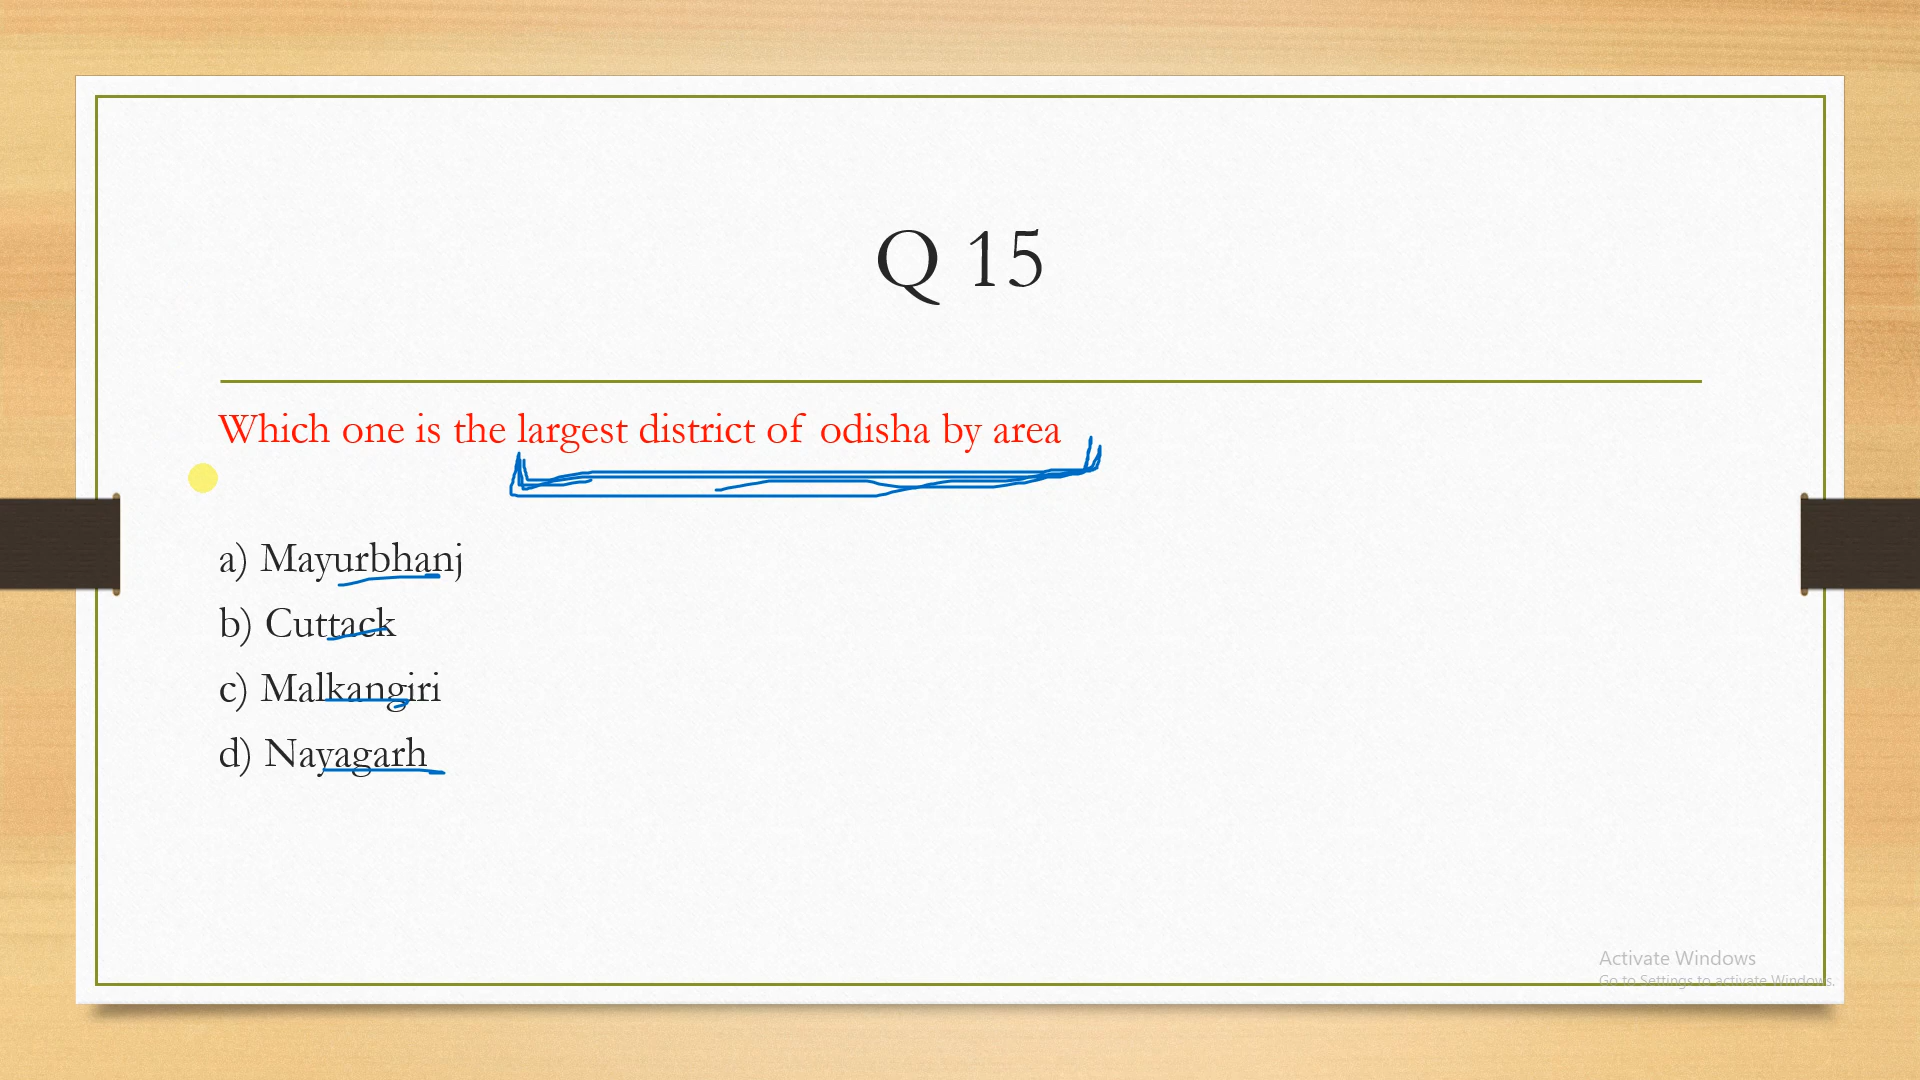 Q 15
Which one is the largest district of odisha by area
a) Mayurbhanj
b) Cuttack
c) Malkangiri
d) Nayagarh
Activate Windows
Go to Settings to activate Windows.